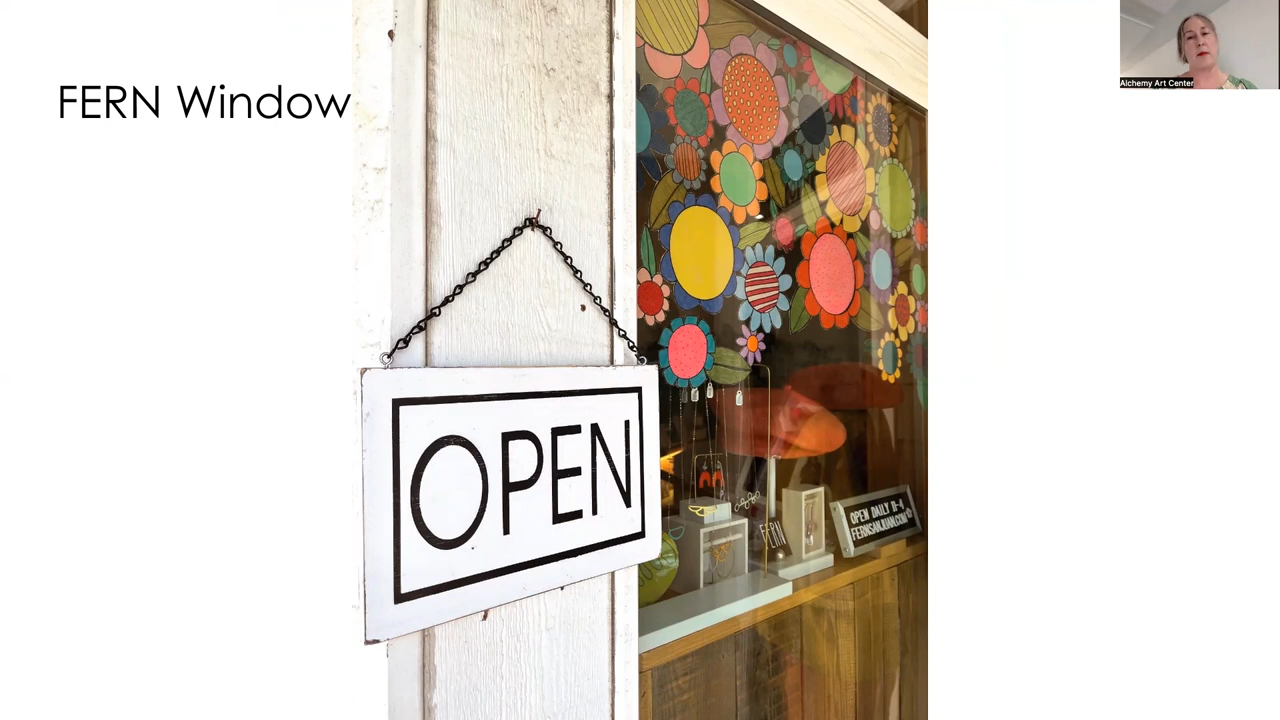 FERN Window
Alchemy Art Center
OPEN
FERN
OPEN DAILY 11-4
FERNSANJUAN.COM